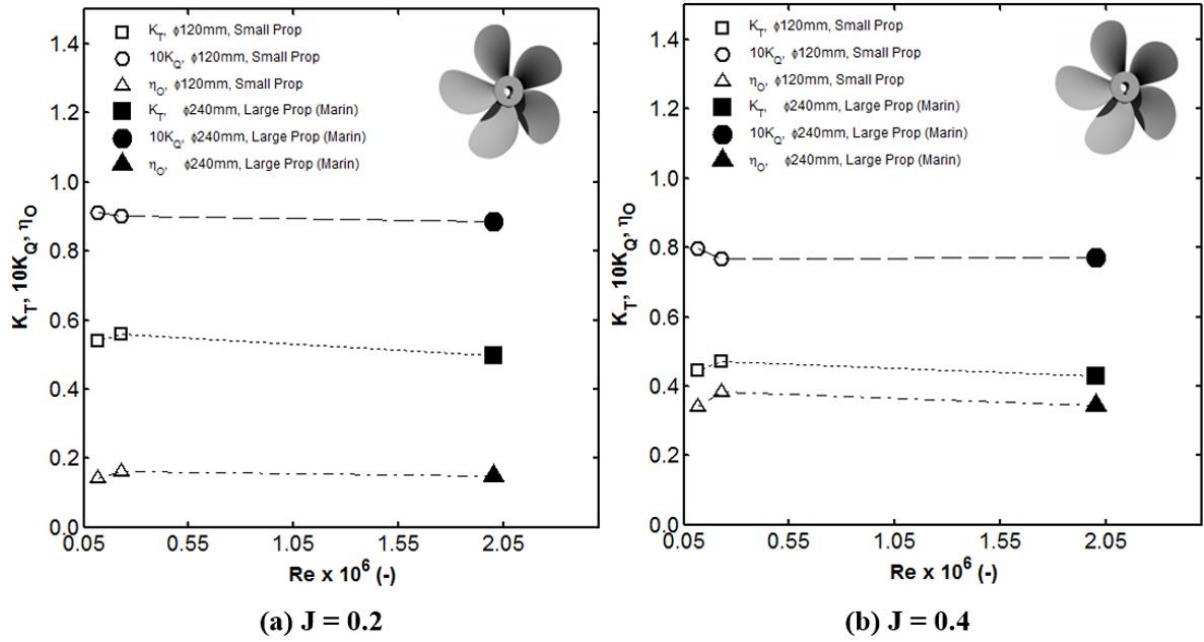 K_T, ϕ120mm, Small Prop
10K_Q, ϕ120mm, Small Prop
η_O, ϕ120mm, Small Prop
K_T, ϕ240mm, Large Prop (Marin)
10K_Q, ϕ240mm, Large Prop (Marin)
η_O, ϕ240mm, Large Prop (Marin)
1.4
1.2
1.0
0.8
0.6
0.4
0.2
0.0
K_T, 10K_Q, η_O
0.05 0.55 1.05 1.55 2.05
Re x 10^6 (-)
(a) J = 0.2
K_T, ϕ120mm, Small Prop
10K_Q, ϕ120mm, Small Prop
η_O, ϕ120mm, Small Prop
K_T, ϕ240mm, Large Prop (Marin)
10K_Q, ϕ240mm, Large Prop (Marin)
η_O, ϕ240mm, Large Prop (Marin)
1.4
1.2
1.0
0.8
0.6
0.4
0.2
0.0
K_T, 10K_Q, η_O
0.05 0.55 1.05 1.55 2.05
Re x 10^6 (-)
(b) J = 0.4